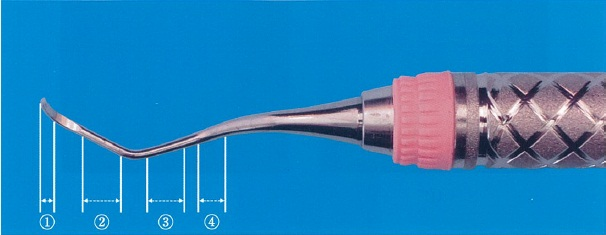 ① ② ③ ④